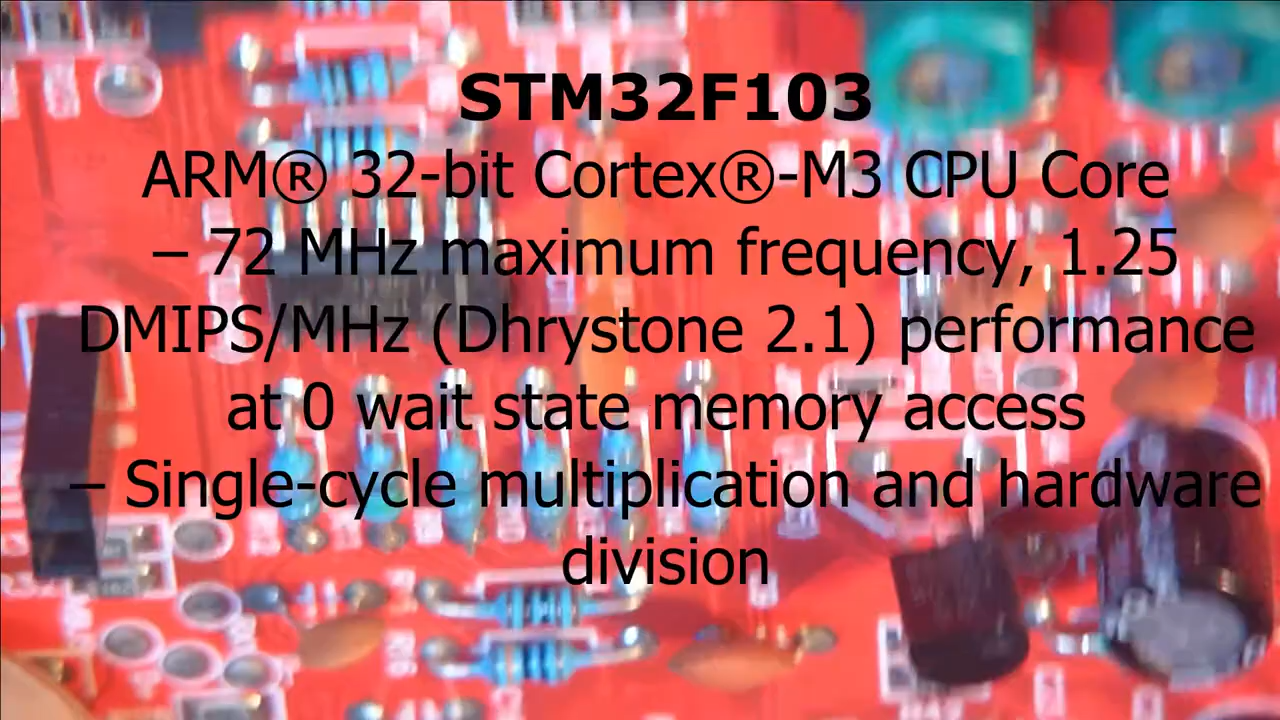 STM32F103
ARM® 32-bit Cortex®-M3 CPU Core
– 72 MHz maximum frequency, 1.25
DMIPS/MHz (Dhrystone 2.1) performance
at 0 wait state memory access
– Single-cycle multiplication and hardware
division